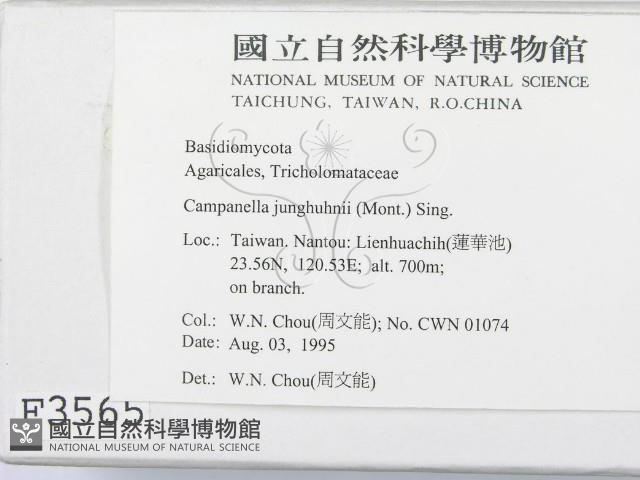 國立自然科學博物館
NATIONAL MUSEUM OF NATURAL SCIENCE
TAICHUNG, TAIWAN, R.O.CHINA
Basidiomycota
Agaricales, Tricholomataceae
Campanella junghuhnii (Mont.) Sing.
Loc.: Taiwan. Nantou: Lienhuachih(蓮華池)
23.56N, 120.53E; alt. 700m;
on branch.
Col.: W.N. Chou(周文能); No. CWN 01074
Date: Aug. 03, 1995
Det.: W.N. Chou(周文能)
F3565
國立自然科學博物館
NATIONAL MUSEUM OF NATURAL SCIENCE